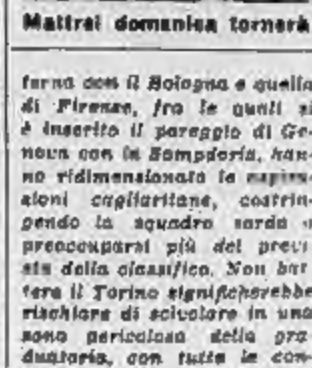 Mattrel domenica tornerà
terna con il Bologna e quella
di Firenze, fra le quali si
è inserito il pareggio di Ge-
nova con la Sampdoria, han-
no ridimensionato le aspira-
zioni cagliaritane, costrin-
gendo la squadra sarda a
preoccuparsi più del previ-
sto della classifica. Non bat-
tere il Torino significherebbe
rischiare di scivolare in una
zona pericolosa della gra-
duatoria, con tutte le con-